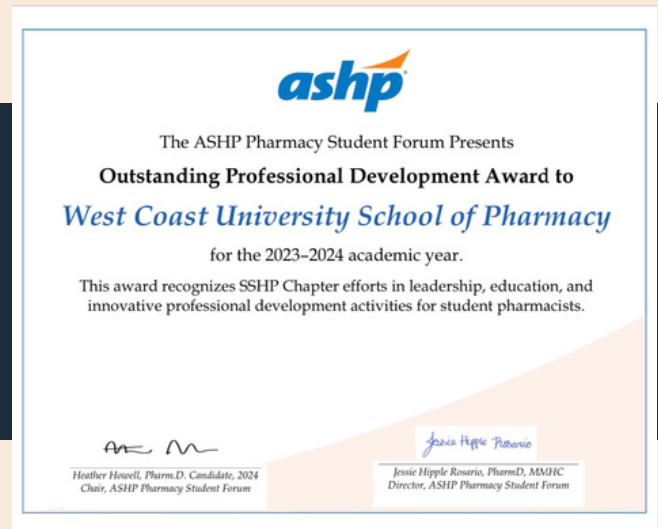 ashp
The ASHP Pharmacy Student Forum Presents
Outstanding Professional Development Award to
West Coast University School of Pharmacy
for the 2023–2024 academic year.
This award recognizes SSHP Chapter efforts in leadership, education, and
innovative professional development activities for student pharmacists.
Jessie Hipple Rosario
Heather Howell, Pharm.D. Candidate, 2024
Chair, ASHP Pharmacy Student Forum
Jessie Hipple Rosario, PharmD, MMHC
Director, ASHP Pharmacy Student Forum